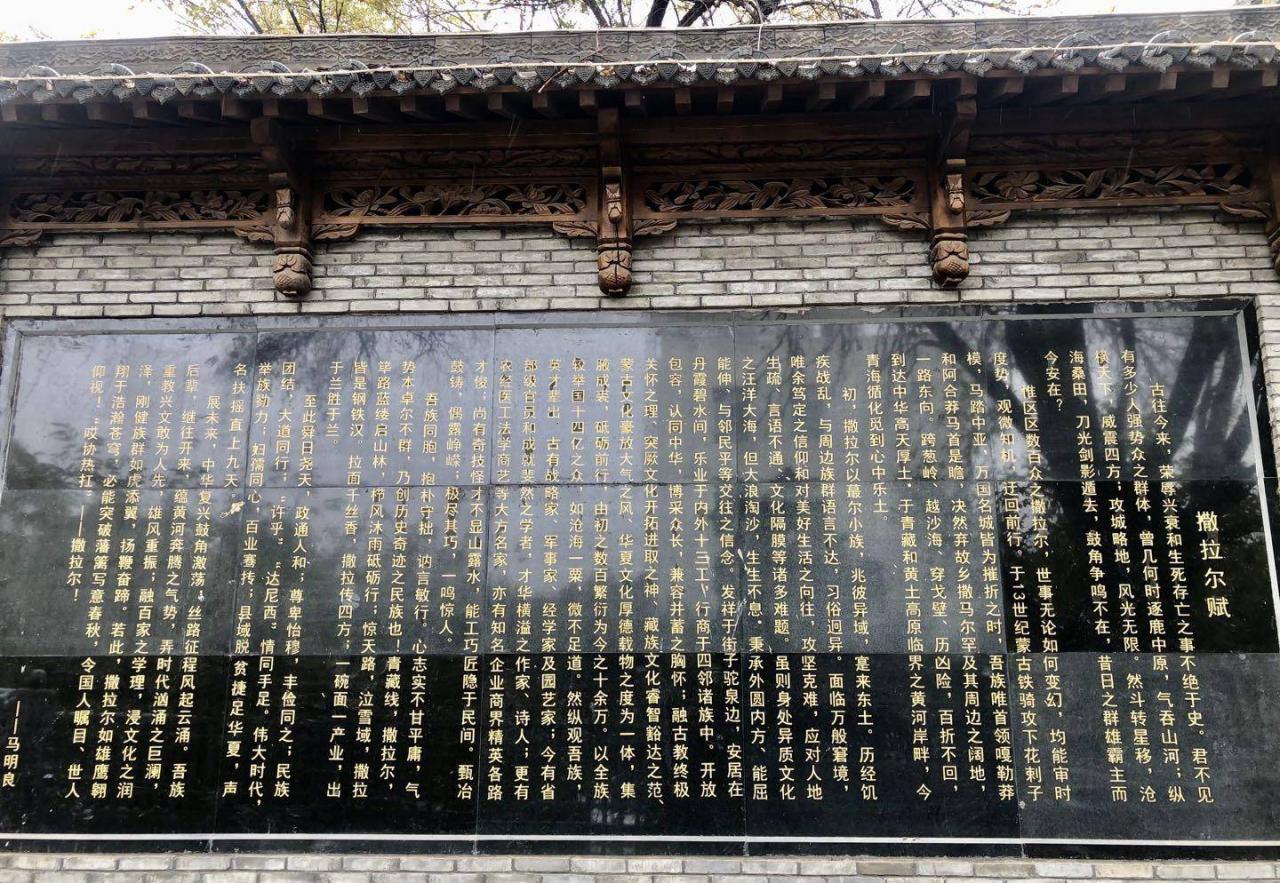 撒拉尔赋
古往今来，荣辱兴衰和生死存亡之事不绝于史。君不见
有多少人强势众之群体，曾几何时逐鹿中原，气吞山河；纵
横天下，威震四方；攻城略地，风光无限。然斗转星移，沧
海桑田，刀光剑影遁去，鼓角争鸣不在，昔日之群雄霸主而
今安在？
惟区区数百众之撒拉尔，世事无论如何变幻，均能审时
度势，观微知机，迂回前行。于13世纪蒙古铁骑攻下花剌子
模，马踏中亚，万国名城皆为摧折之时，吾族唯首领嘎勒莽
和阿合莽马首是瞻，决然弃故乡撒马尔罕及其周边之阔地，
一路东向。跨葱岭，越沙海、穿戈壁、历凶险，百折不回，
到达中华高天厚土，于青藏和黄土高原临界之黄河岸畔，今
青海循化觅到心中乐土。
初，撒拉尔以最尔小族，兆彼异域，寔来东土。历经饥
疾战乱，与周边族群语言不达、习俗迥异。面临万般窘境，
唯余笃定之信仰和对美好生活之向往，攻坚克难，应对人地
生疏、言语不通、文化隔膜等诸多难题。虽则身处异质文化
之汪洋大海，但大浪淘沙，生生不息。秉承外圆内方、能屈
能伸，与邻民平等交往之信念，发祥于街子驼泉边，安居在
丹霞碧水间，乐业于内外十三工，行商于四邻诸族中。开放
包容，认同中华，博采众长，兼容并蓄之胸怀；融古教终极
关怀之理、突厥文化开拓进取之神、藏族文化睿智豁达之范、
蒙古文化豪放大气之风、华夏文化厚德载物之度为一体，集
腋成裘，砥砺前行，由初之数百繁衍为今之十余万。以全族
较举国十四亿之众，如沧海一粟，微不足道。然纵观吾族，
英才辈出，古有战略家、军事家、经学家及园艺家；今有省
部级官员和成就斐然之学者，才华横溢之作家、诗人；更有
农经医工法学商艺等大方名家，亦有知名企业商界精英各路
才俊；尚有奇技怪才不显山露水，能工巧匠隐于民间。甄冶
鼓铸，偶露峥嵘；极尽其巧，一鸣惊人。
吾族同胞，抱朴守拙，讷言敏行。心志实不甘平庸，气
势本卓尔不群，乃创历史奇迹之民族也！青藏线，撒拉尔，
筚路蓝缕启山林，栉风沐雨砥砺行；惊天路，泣雪域，撒拉
皆是钢铁汉。拉面千丝香，撒拉传四方；一碗面一产业，出
于兰胜于兰
至此舜日尧天，政通人和；尊卑怡穆，丰俭同之；民族
团结，大道同行，“许乎”“达尼西”情同手足。伟大时代，
举族勠力，妇孺同心，百业骞抟；县域脱贫捷足华夏，声
名扶摇直上九天。
展未来，中华复兴鼓角激荡，丝路征程风起云涌。吾族
后辈，继往开来，蕴黄河奔腾之气势，弄时代汹涌之巨澜，
重教兴文敢为人先，雄风重振；融百家之学理，浸文化之润
泽，刚健族群如虎添翼，扬鞭奋蹄。若此，撒拉尔如雄鹰翱
翔于浩瀚苍穹，必能突破藩篱写意春秋，令国人瞩目、世人
仰视！“哎协热扛。”——撒拉尔！
——马明良